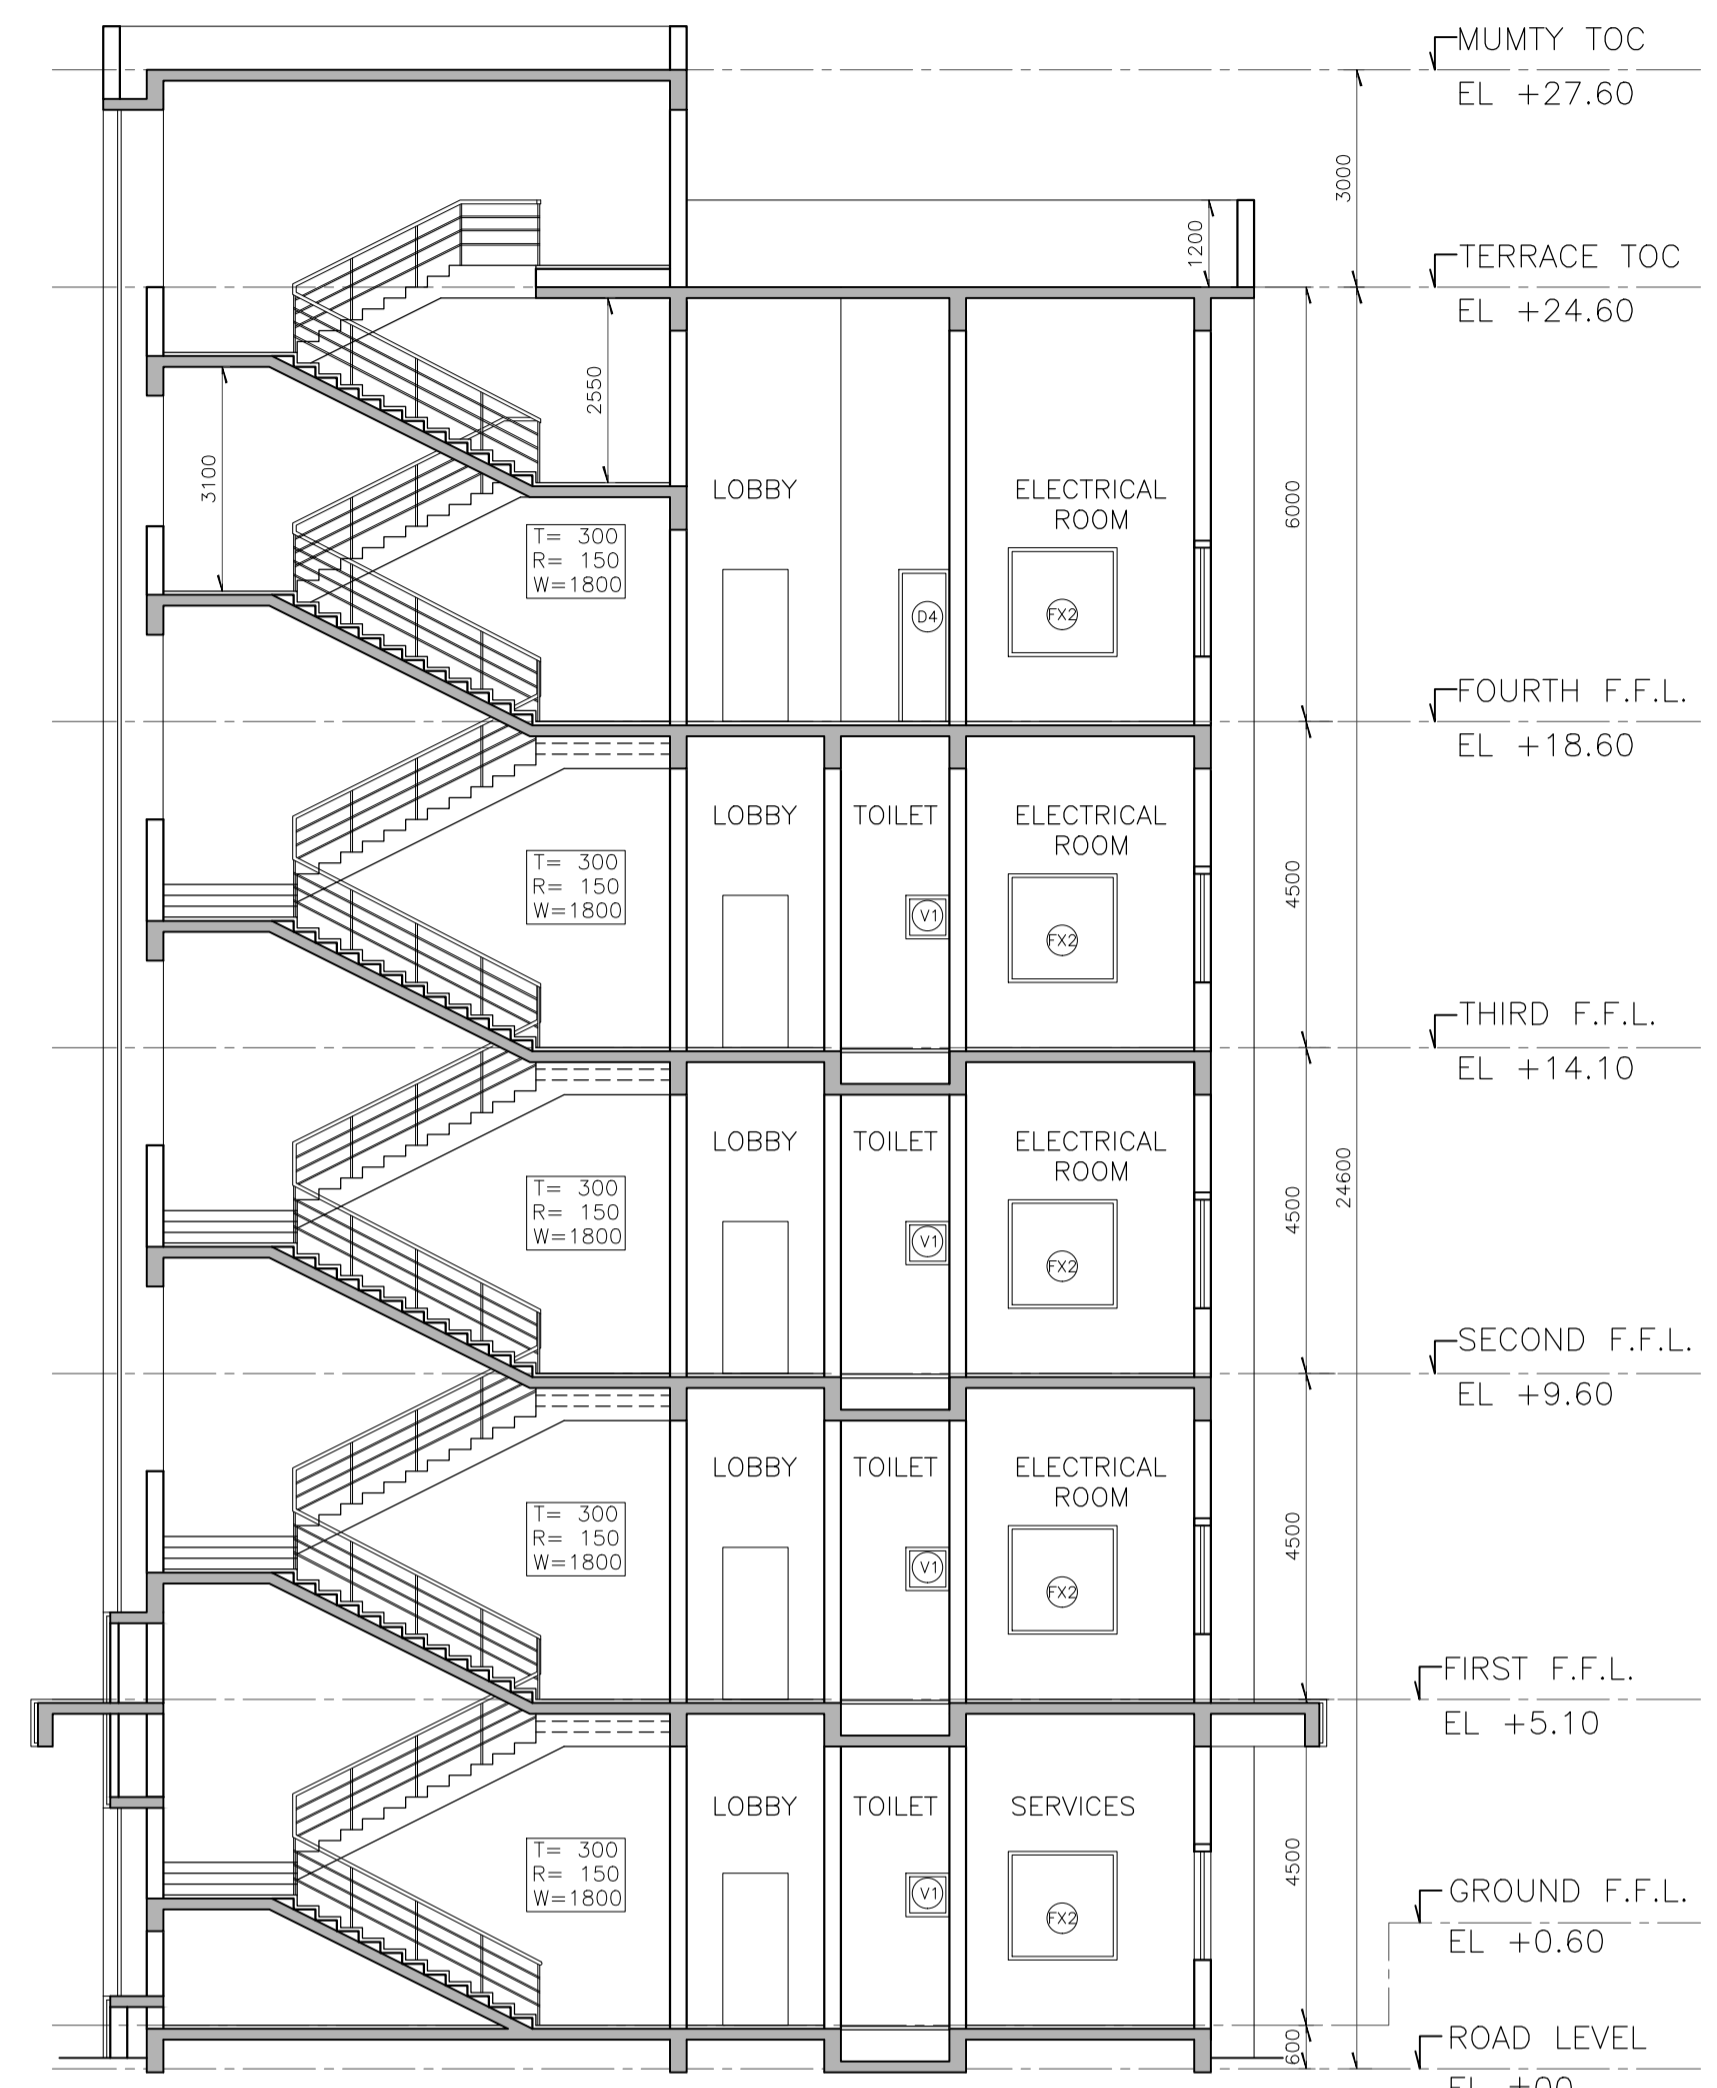 MUMTY TOC
EL +27.60
3000
1200
TERRACE TOC
EL +24.60
2550
3100
LOBBY
ELECTRICAL
ROOM
6000
T= 300
R= 150
W=1800
D4
FX2
FOURTH F.F.L.
EL +18.60
LOBBY
TOILET
ELECTRICAL
ROOM
T= 300
R= 150
W=1800
4500
V1
FX2
THIRD F.F.L.
EL +14.10
LOBBY
TOILET
ELECTRICAL
ROOM
24600
T= 300
R= 150
W=1800
4500
V1
FX2
SECOND F.F.L.
EL +9.60
LOBBY
TOILET
ELECTRICAL
ROOM
T= 300
R= 150
W=1800
4500
V1
FX2
FIRST F.F.L.
EL +5.10
LOBBY
TOILET
SERVICES
T= 300
R= 150
W=1800
4500
V1
FX2
GROUND F.F.L.
EL +0.60
600
ROAD LEVEL
EL ±00